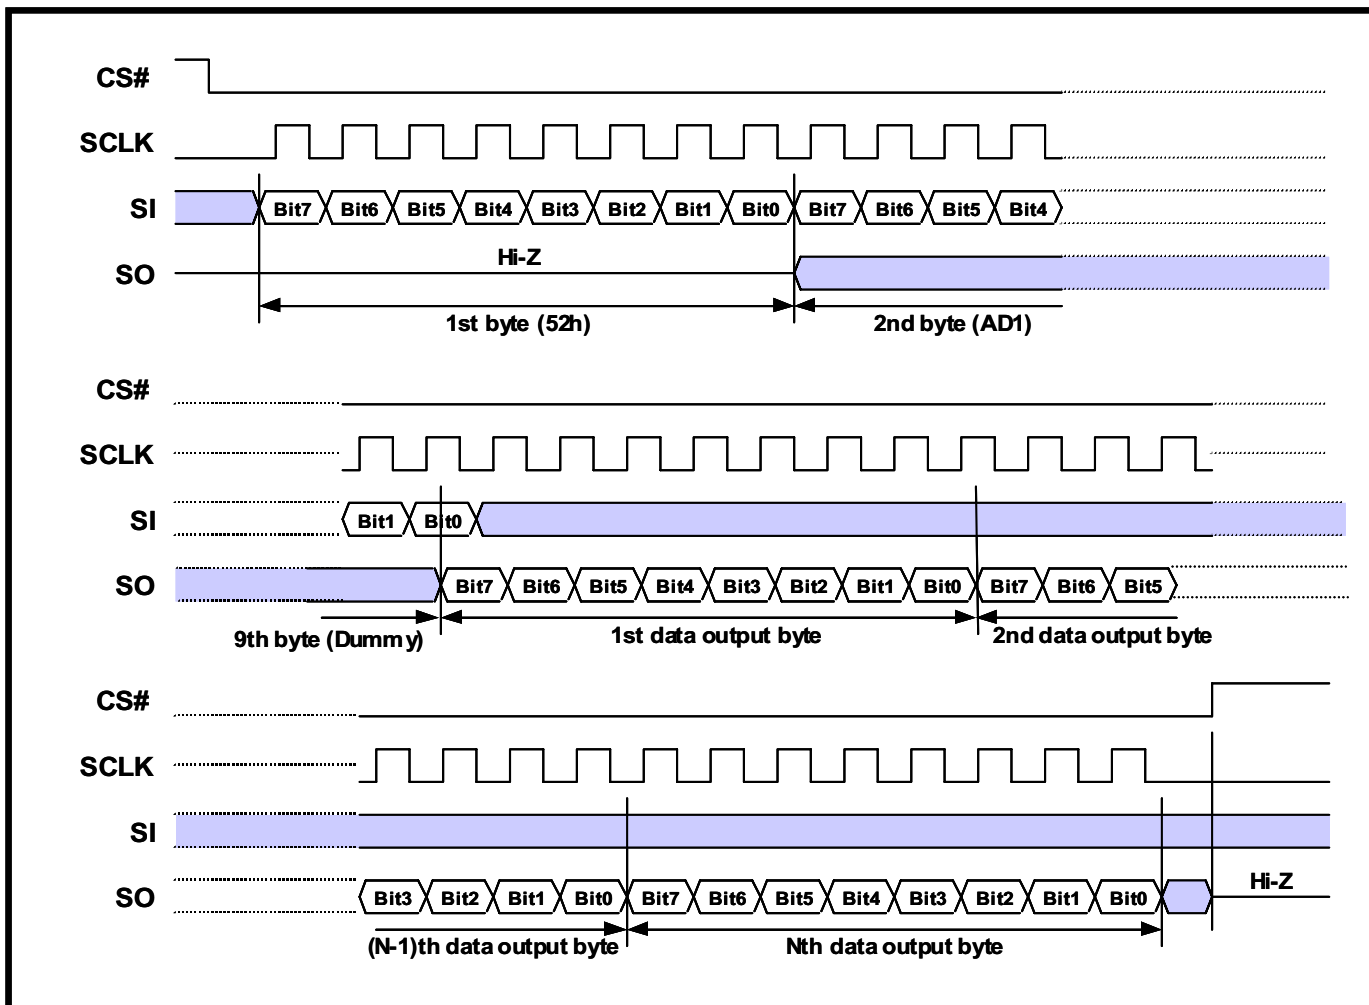 CS#
SCLK
SI Bit7 Bit6 Bit5 Bit4 Bit3 Bit2 Bit1 Bit0 Bit7 Bit6 Bit5 Bit4
SO Hi-Z
1st byte (52h) 2nd byte (AD1)
CS#
SCLK
SI Bit1 Bit0
SO Bit7 Bit6 Bit5 Bit4 Bit3 Bit2 Bit1 Bit0 Bit7 Bit6 Bit5
9th byte (Dummy) 1st data output byte 2nd data output byte
CS#
SCLK
SI
SO Bit3 Bit2 Bit1 Bit0 Bit7 Bit6 Bit5 Bit4 Bit3 Bit2 Bit1 Bit0 Hi-Z
(N-1)th data output byte Nth data output byte